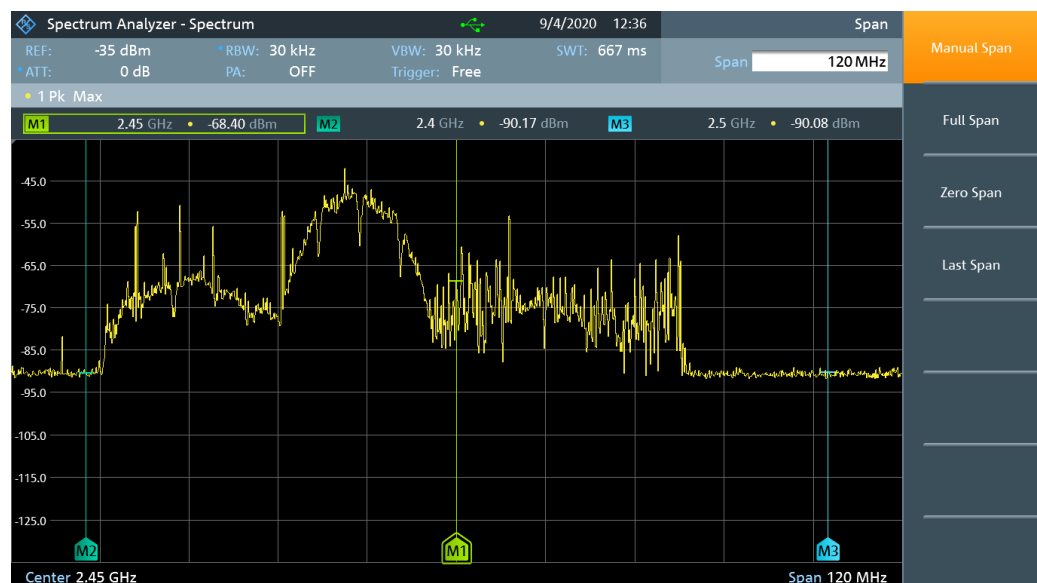 Spectrum Analyzer - Spectrum 9/4/2020 12:36 Span
REF: -35 dBm • RBW: 30 kHz VBW: 30 kHz SWT: 667 ms
• ATT: 0 dB PA: OFF Trigger: Free
Span 120 MHz
• 1 Pk Max
M1 2.45 GHz • -68.40 dBm M2 2.4 GHz • -90.17 dBm M3 2.5 GHz • -90.08 dBm
-45.0
-55.0
-65.0
-75.0
-85.0
-95.0
-105.0
-115.0
-125.0
M2 M1 M3
Center 2.45 GHz Span 120 MHz
Manual Span
Full Span
Zero Span
Last Span